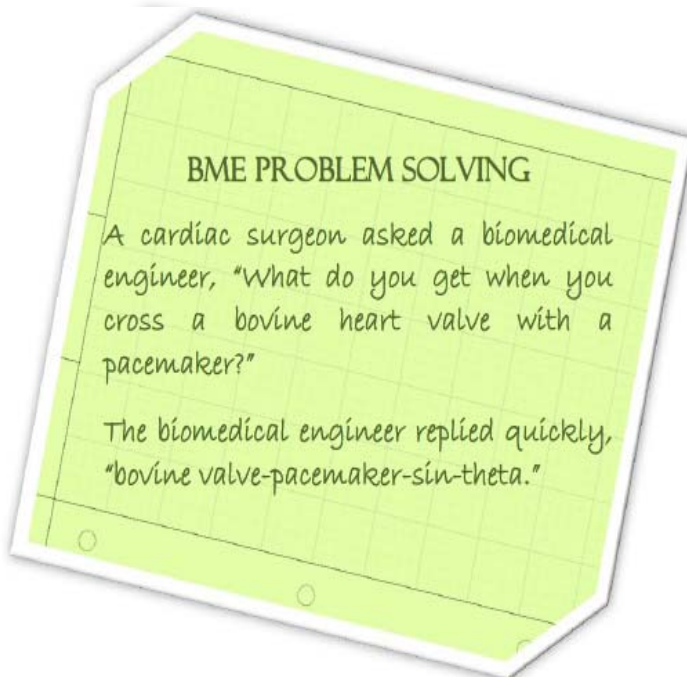 BME PROBLEM SOLVING
A cardiac surgeon asked a biomedical
engineer, "What do you get when you
cross a bovine heart valve with a
pacemaker?"
The biomedical engineer replied quickly,
"bovine valve-pacemaker-sin-theta."